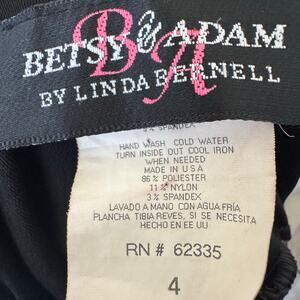 BETSY & ADAM
BA
BY LINDA BERNELL
3% SPANDEX
HAND WASH COLD WATER
TURN INSIDE OUT COOL IRON
WHEN NEEDED
MADE IN U.S.A
86% POLIESTER
11% NYLON
3% SPANDEX
LAVADO A MANO CON AGUA FRIA,
PLANCHA TIBIA REVES, SI SE NECESITA
HECHO EN EE UU
RN # 62335
4